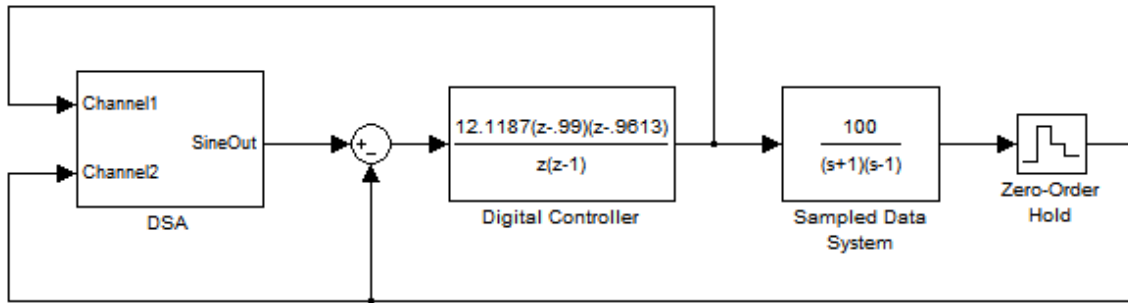 Channel1
SineOut
Channel2
DSA
+
-
12.1187(z-.99)(z-.9613)
z(z-1)
Digital Controller
100
(s+1)(s-1)
Sampled Data
System
Zero-Order
Hold